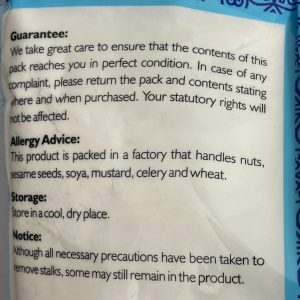 Guarantee:
We take great care to ensure that the contents of this
pack reaches you in perfect condition. In case of any
complaint, please return the pack and contents stating
where and when purchased. Your statutory rights will
not be affected.
Allergy Advice:
This product is packed in a factory that handles nuts,
sesame seeds, soya, mustard, celery and wheat.
Storage:
Store in a cool, dry place.
Notice:
Although all necessary precautions have been taken to
remove stalks, some may still remain in the product.